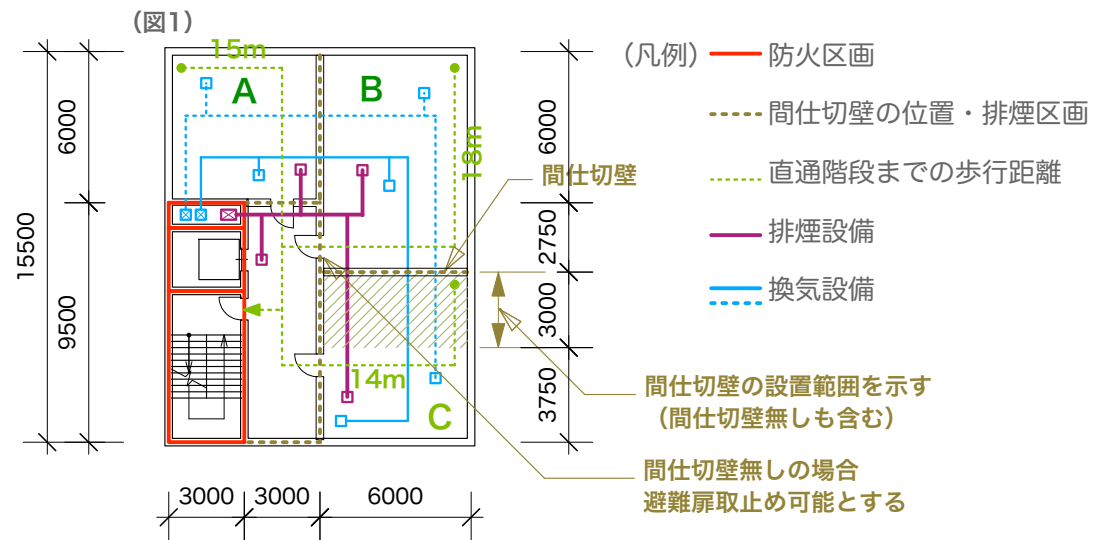 （図1）
15m
A
B
18m
C
14m
間仕切壁
（凡例）
防火区画
間仕切壁の位置・排煙区画
直通階段までの歩行距離
排煙設備
換気設備
間仕切壁の設置範囲を示す
（間仕切壁無しも含む）
間仕切壁無しの場合
避難扉取止め可能とする
15500
6000
9500
6000
2750
3000
3750
3000
3000
6000